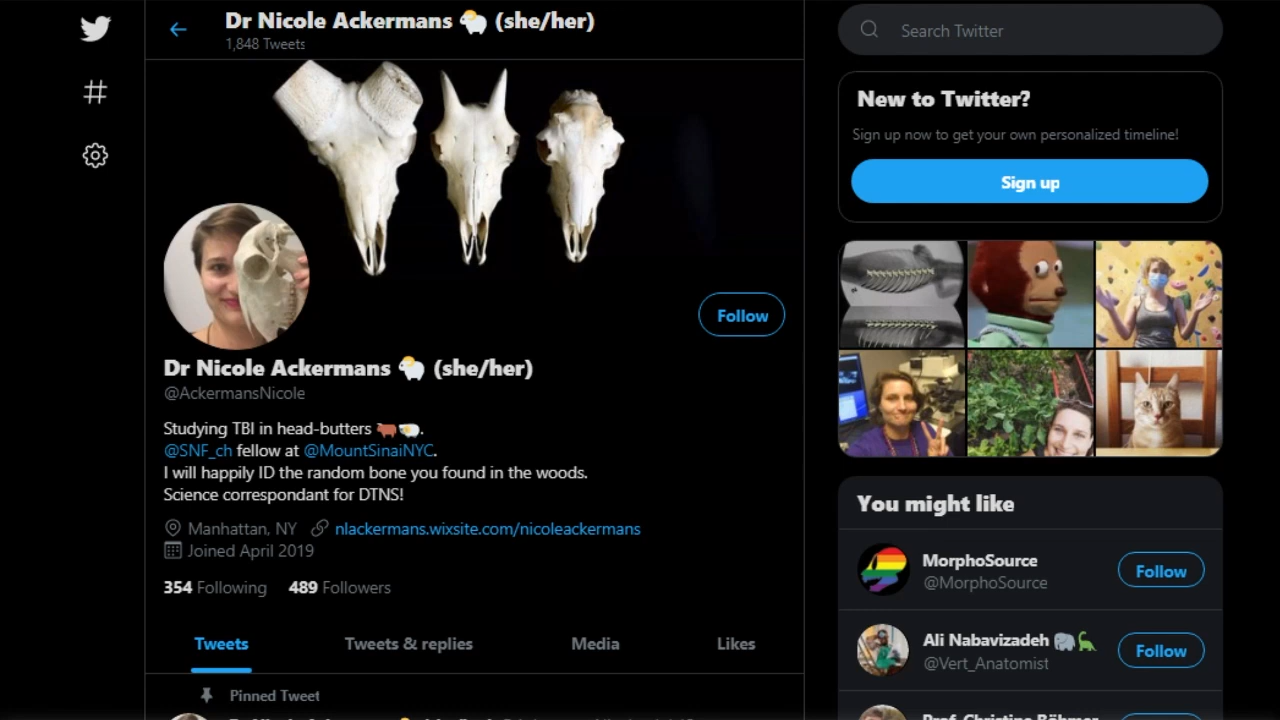 Dr Nicole Ackermans 🐑 (she/her)
1,848 Tweets
Search Twitter
New to Twitter?
Sign up now to get your own personalized timeline!
Sign up
Follow
Dr Nicole Ackermans 🐑 (she/her)
@AckermansNicole
Studying TBI in head-butters 🐂🐑.
@SNF_ch fellow at @MountSinaiNYC.
I will happily ID the random bone you found in the woods.
Science correspondant for DTNS!
Manhattan, NY nlackermans.wixsite.com/nicoleackermans
Joined April 2019
354 Following 489 Followers
Tweets Tweets & replies Media Likes
Pinned Tweet
You might like
MorphoSource
@MorphoSource
Follow
Ali Nabavizadeh 🐘🦕
@Vert_Anatomist
Follow
Prof. Christine Böhmer